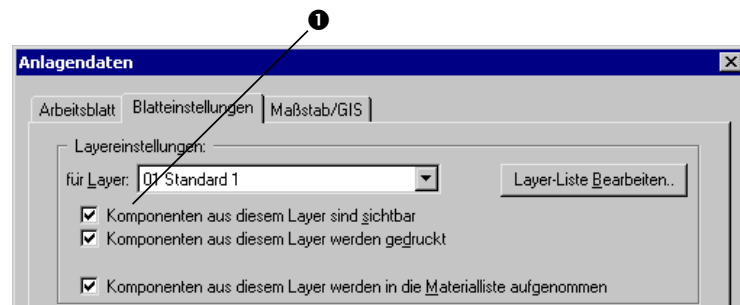 ❶
Anlagendaten
Arbeitsblatt Blatteinstellungen Maßstab/GIS
Layereinstellungen:
für Layer: 01 Standard 1 Layer-Liste Bearbeiten..
Komponenten aus diesem Layer sind sichtbar
Komponenten aus diesem Layer werden gedruckt
Komponenten aus diesem Layer werden in die Materialliste aufgenommen